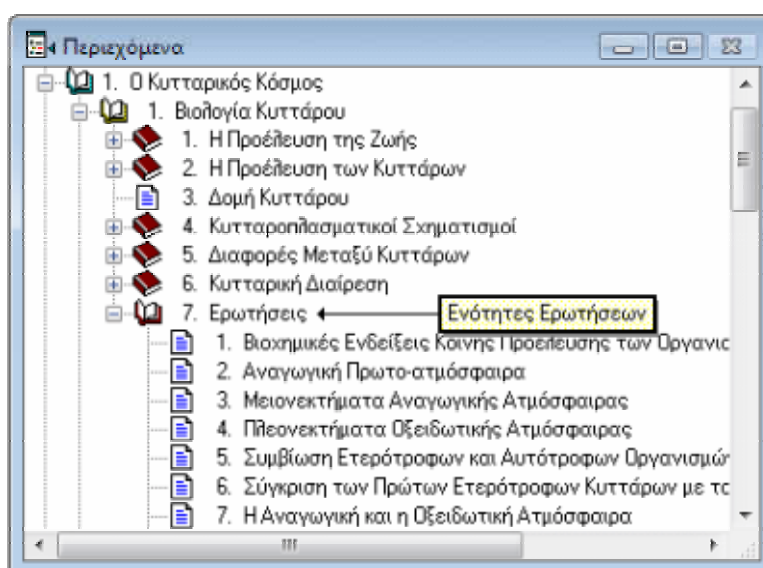 Περιεχόμενα
1. Ο Κυτταρικός Κόσμος
1. Βιολογία Κυττάρου
1. Η Προέλευση της Ζωής
2. Η Προέλευση των Κυττάρων
3. Δομή Κυττάρου
4. Κυτταροπλασματικοί Σχηματισμοί
5. Διαφορές Μεταξύ Κυττάρων
6. Κυτταρική Διαίρεση
7. Ερωτήσεις Ενότητες Ερωτήσεων
1. Βιοχημικές Ενδείξεις Κοινής Προέλευσης των Οργανισ
2. Αναγωγική Πρωτο-ατμόσφαιρα
3. Μειονεκτήματα Αναγωγικής Ατμόσφαιρας
4. Πλεονεκτήματα Οξειδωτικής Ατμόσφαιρας
5. Συμβίωση Ετερότροφων και Αυτότροφων Οργανισμών
6. Σύγκριση των Πρώτων Ετερότροφων Κυττάρων με το
7. Η Αναγωγική και η Οξειδωτική Ατμόσφαιρα